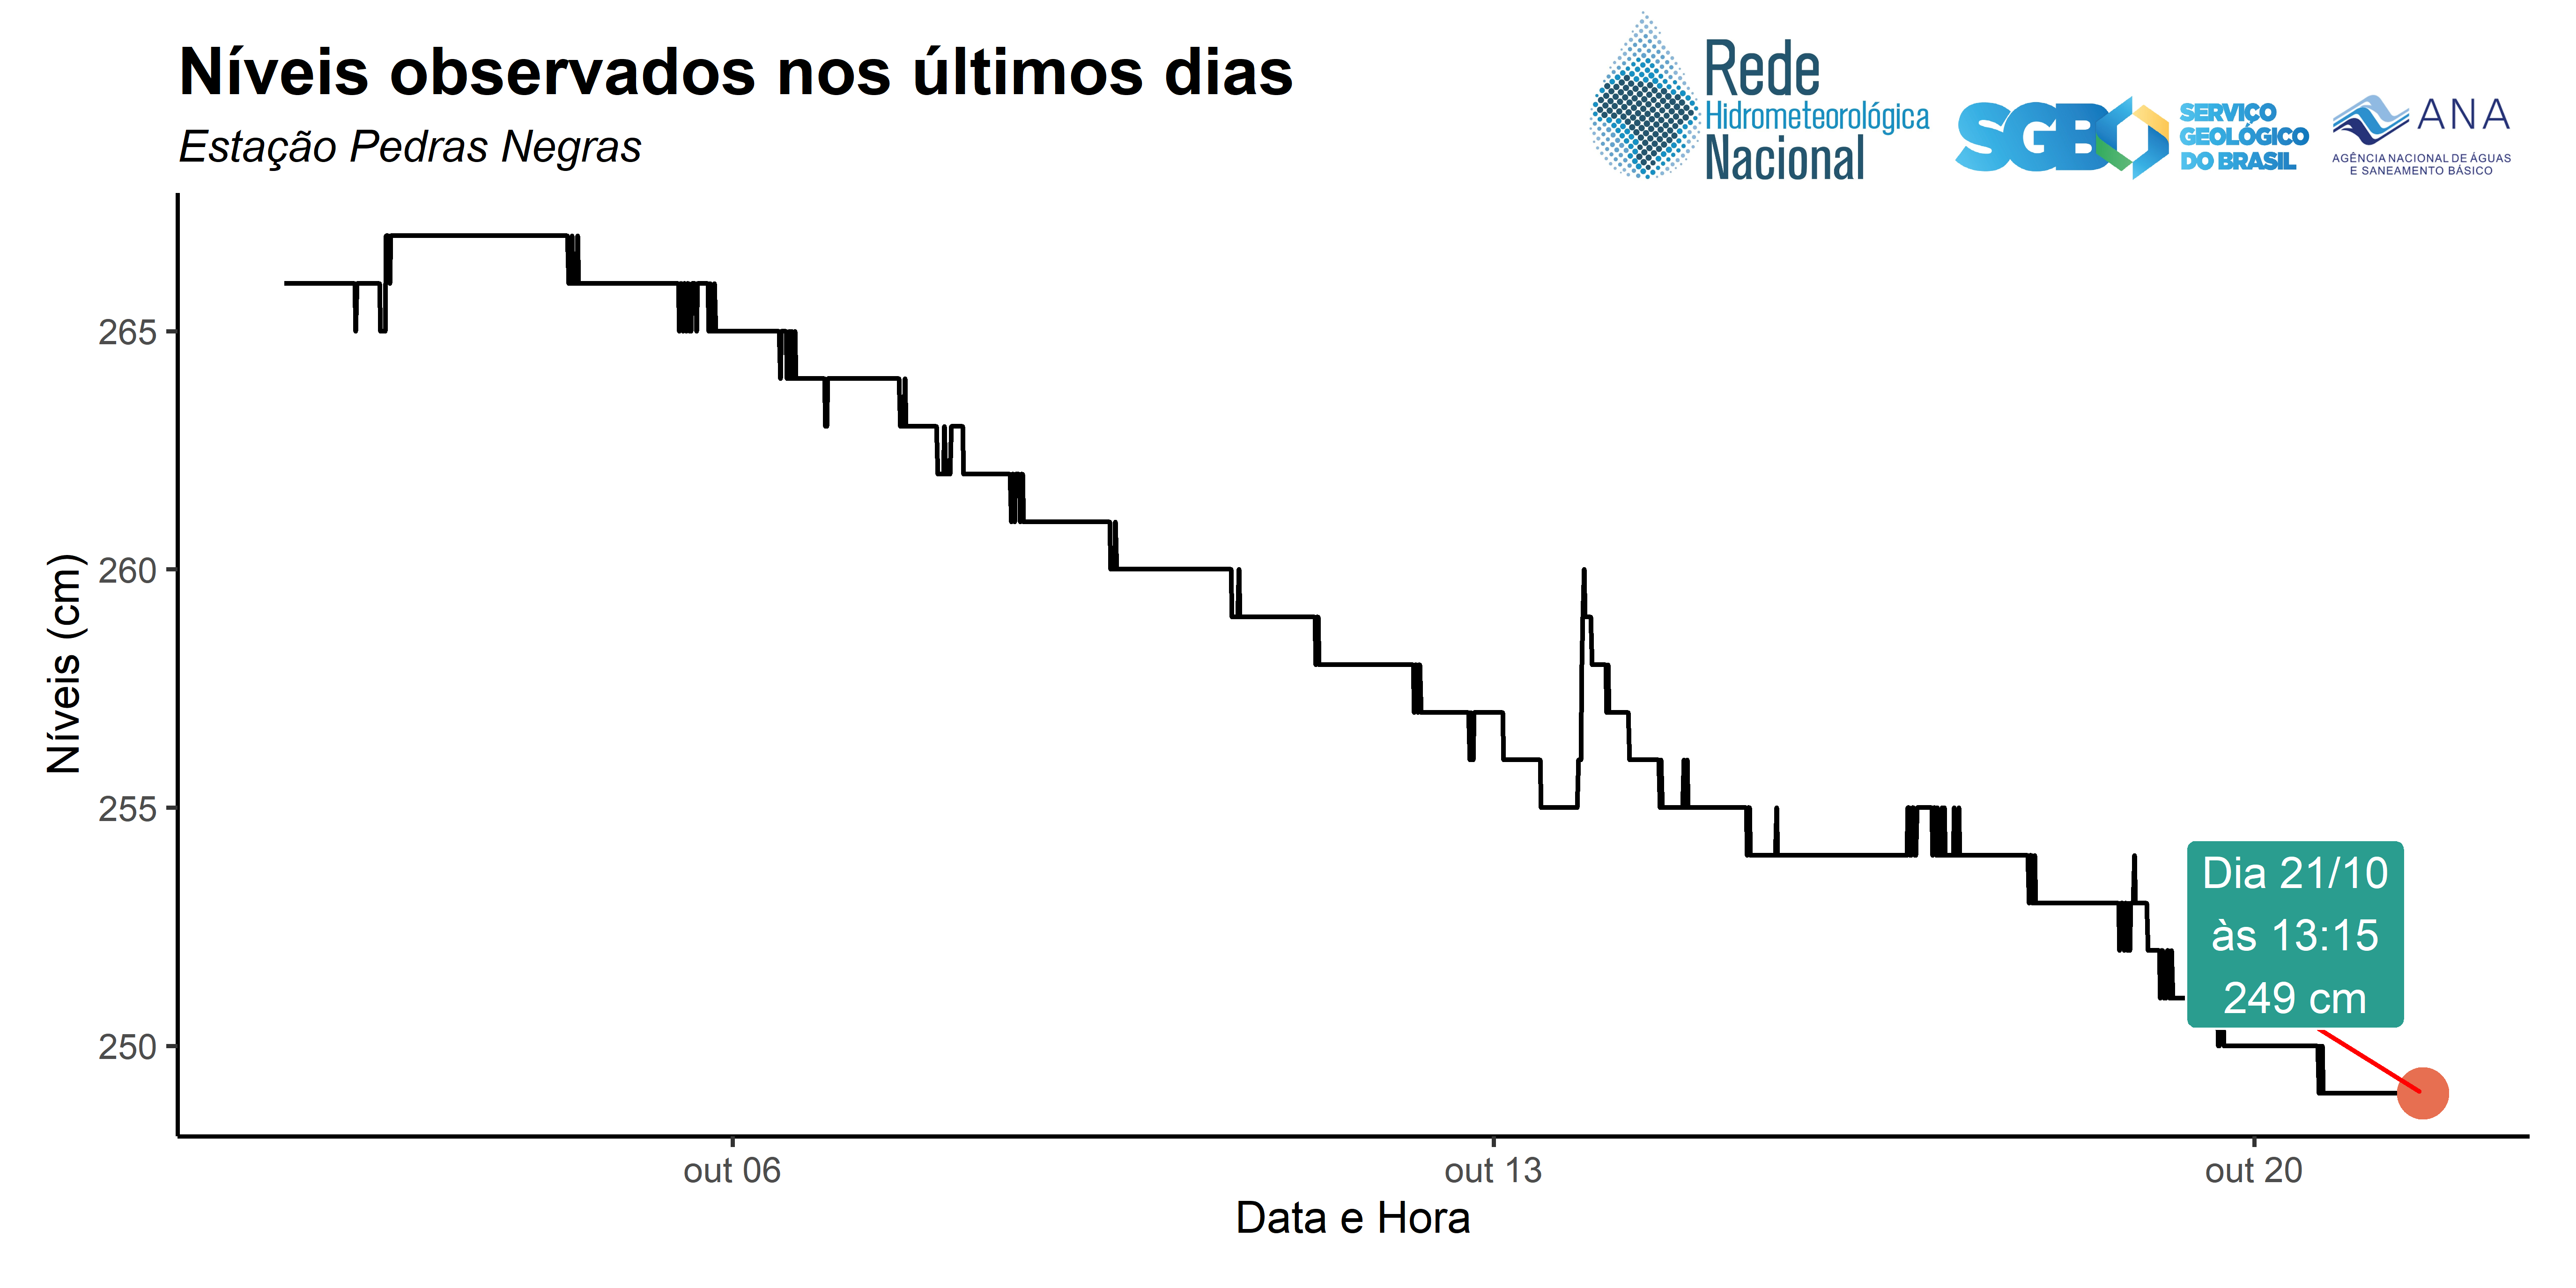 Níveis observados nos últimos dias
Estação Pedras Negras
Rede
Hidrometeorológica
Nacional
SGB
SERVIÇO
GEOLÓGICO
DO BRASIL
ANA
AGÊNCIA NACIONAL DE ÁGUAS
E SANEAMENTO BÁSICO
Níveis (cm)
265
260
255
250
Dia 21/10
às 13:15
249 cm
out 06
out 13
out 20
Data e Hora